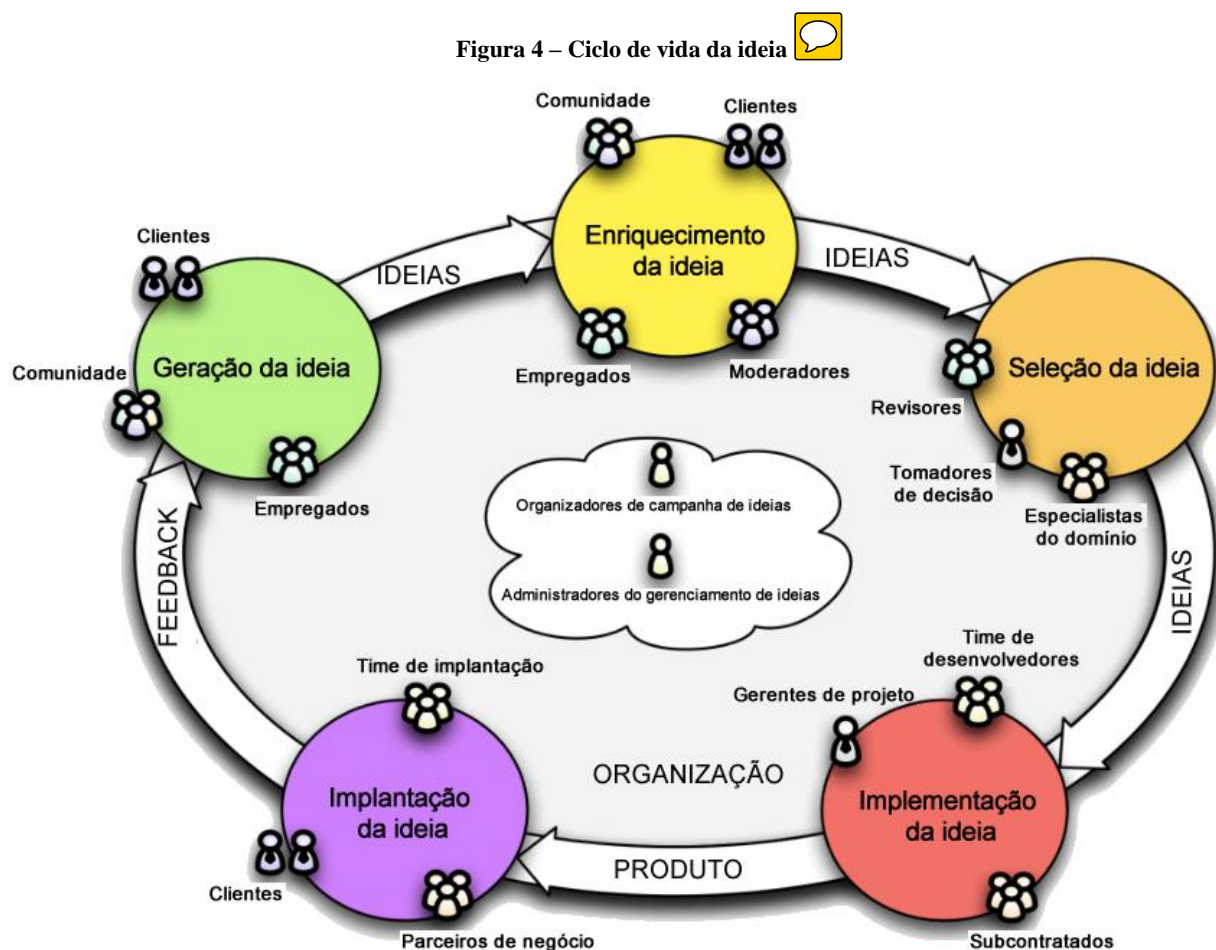 Figura 4 – Ciclo de vida da ideia
Comunidade
Clientes
Enriquecimento
da ideia
Empregados
Moderadores
IDEIAS
IDEIAS
Clientes
Geração da ideia
Comunidade
Empregados
Seleção da ideia
Revisores
Tomadores
de decisão
Especialistas
do domínio
Organizadores de campanha de ideias
Administradores do gerenciamento de ideias
FEEDBACK
IDEIAS
Time de implantação
Implantação
da ideia
Clientes
Parceiros de negócio
ORGANIZAÇÃO
PRODUTO
Time de
desenvolvedores
Gerentes de projeto
Implementação
da ideia
Subcontratados